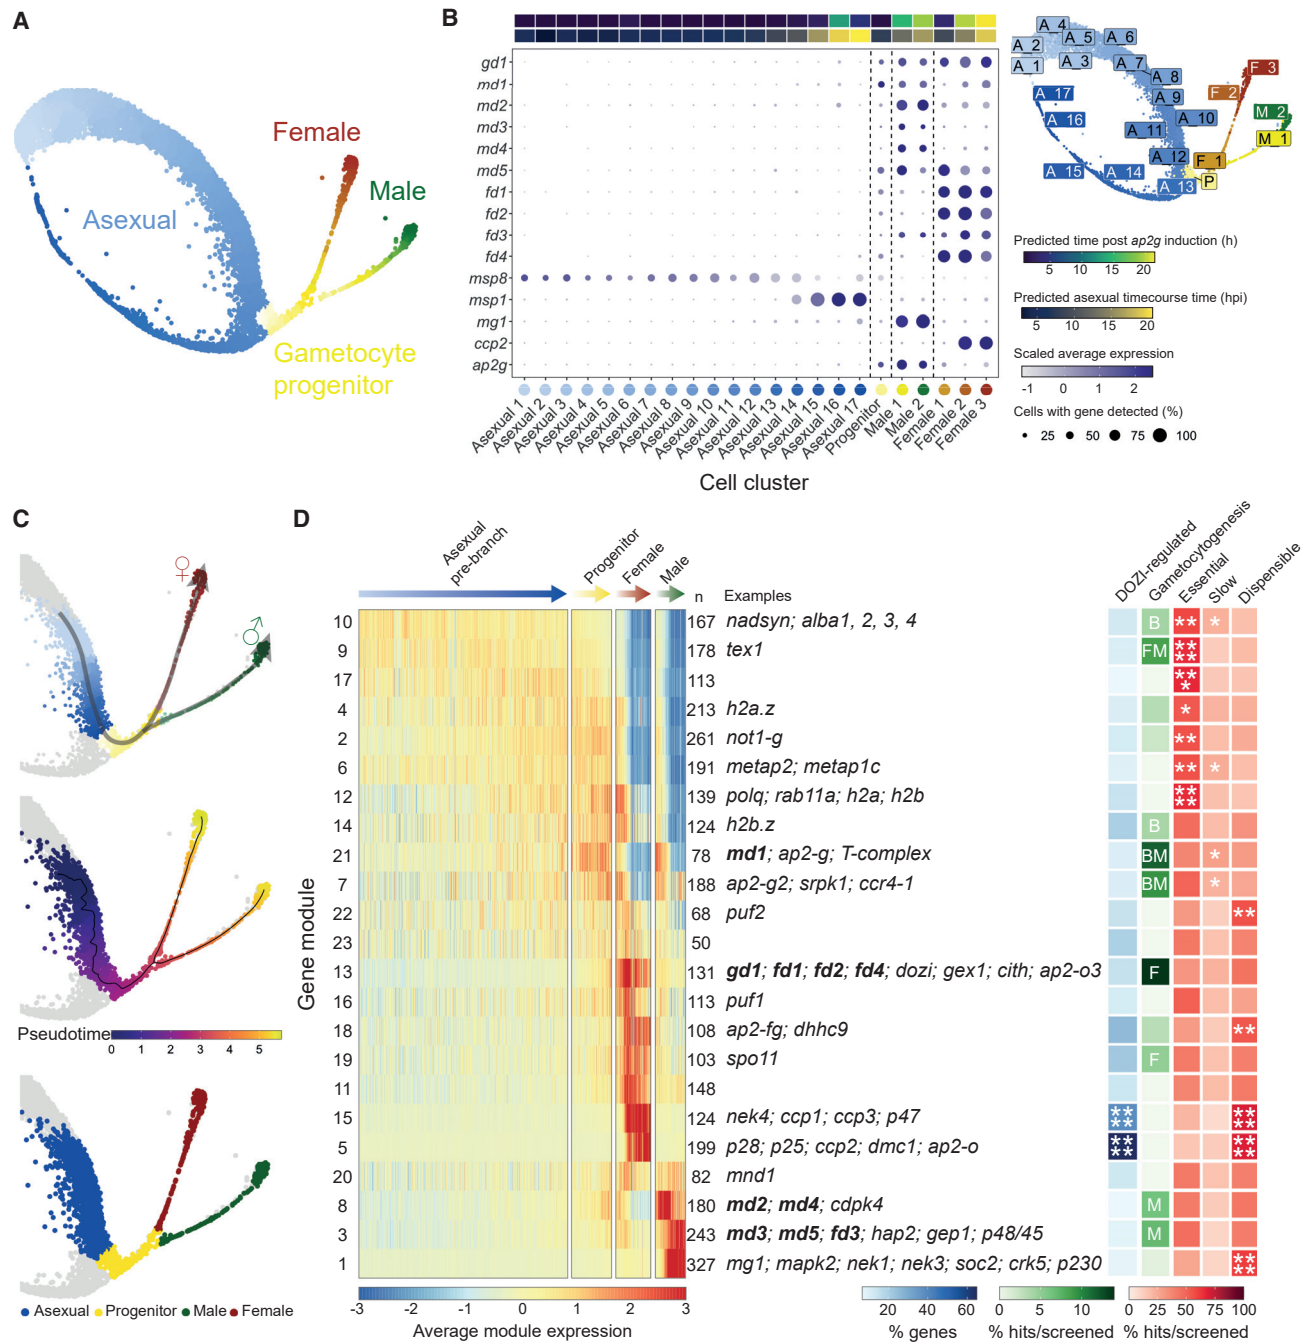 A
Female
Male
Asexual
Gametocyte
progenitor
B
gd1
md1
md2
md3
md4
md5
fd1
fd2
fd3
fd4
msp8
msp1
mg1
ccp2
ap2g
Asexual 1
Asexual 2
Asexual 3
Asexual 4
Asexual 5
Asexual 6
Asexual 7
Asexual 8
Asexual 9
Asexual 10
Asexual 11
Asexual 12
Asexual 13
Asexual 14
Asexual 15
Asexual 16
Asexual 17
Progenitor
Male 1
Male 2
Female 1
Female 2
Female 3
Cell cluster
A_4
A_2
A_5
A_6
A_1
A_3
A_7
A_8
A_17
A_9
A_16
A_10
A_11
A_12
A_15
A_14
A_13
F_3
F_2
M_2
M_1
F_1
P
Predicted time post ap2g induction (h)
5 10 15 20
Predicted asexual timecourse time (hpi)
5 10 15 20
Scaled average expression
-1 0 1 2
Cells with gene detected (%)
25 50 75 100
C
♀
♂
Pseudotime
0 1 2 3 4 5
Asexual Progenitor Male Female
D
Asexual
pre-branch
Progenitor
Female
Male
n Examples
DOZI-regulated
Gametocytogenesis
Essential
Slow
Dispensible
Gene module
10 167 nadsyn; alba1, 2, 3, 4 B ** *
9 178 tex1 FM ****
17 113 ***
4 213 h2a.z *
2 261 not1-g **
6 191 metap2; metap1c ** *
12 139 polq; rab11a; h2a; h2b ****
14 124 h2b.z B
21 78 md1; ap2-g; T-complex BM *
7 188 ap2-g2; srpk1; ccr4-1 BM *
22 68 puf2 **
23 50
13 131 gd1; fd1; fd2; fd4; dozi; gex1; cith; ap2-o3 F
16 113 puf1
18 108 ap2-fg; dhhc9 **
19 103 spo11 F
11 148
15 124 nek4; ccp1; ccp3; p47 **** ****
5 199 p28; p25; ccp2; dmc1; ap2-o **** ****
20 82 mnd1
8 180 md2; md4; cdpk4 M
3 243 md3; md5; fd3; hap2; gep1; p48/45 M
1 327 mg1; mapk2; nek1; nek3; soc2; crk5; p230 ****
-3 -2 -1 0 1 2 3
Average module expression
20 40 60
% genes
0 5 10
% hits/screened
0 25 50 75 100
% hits/screened